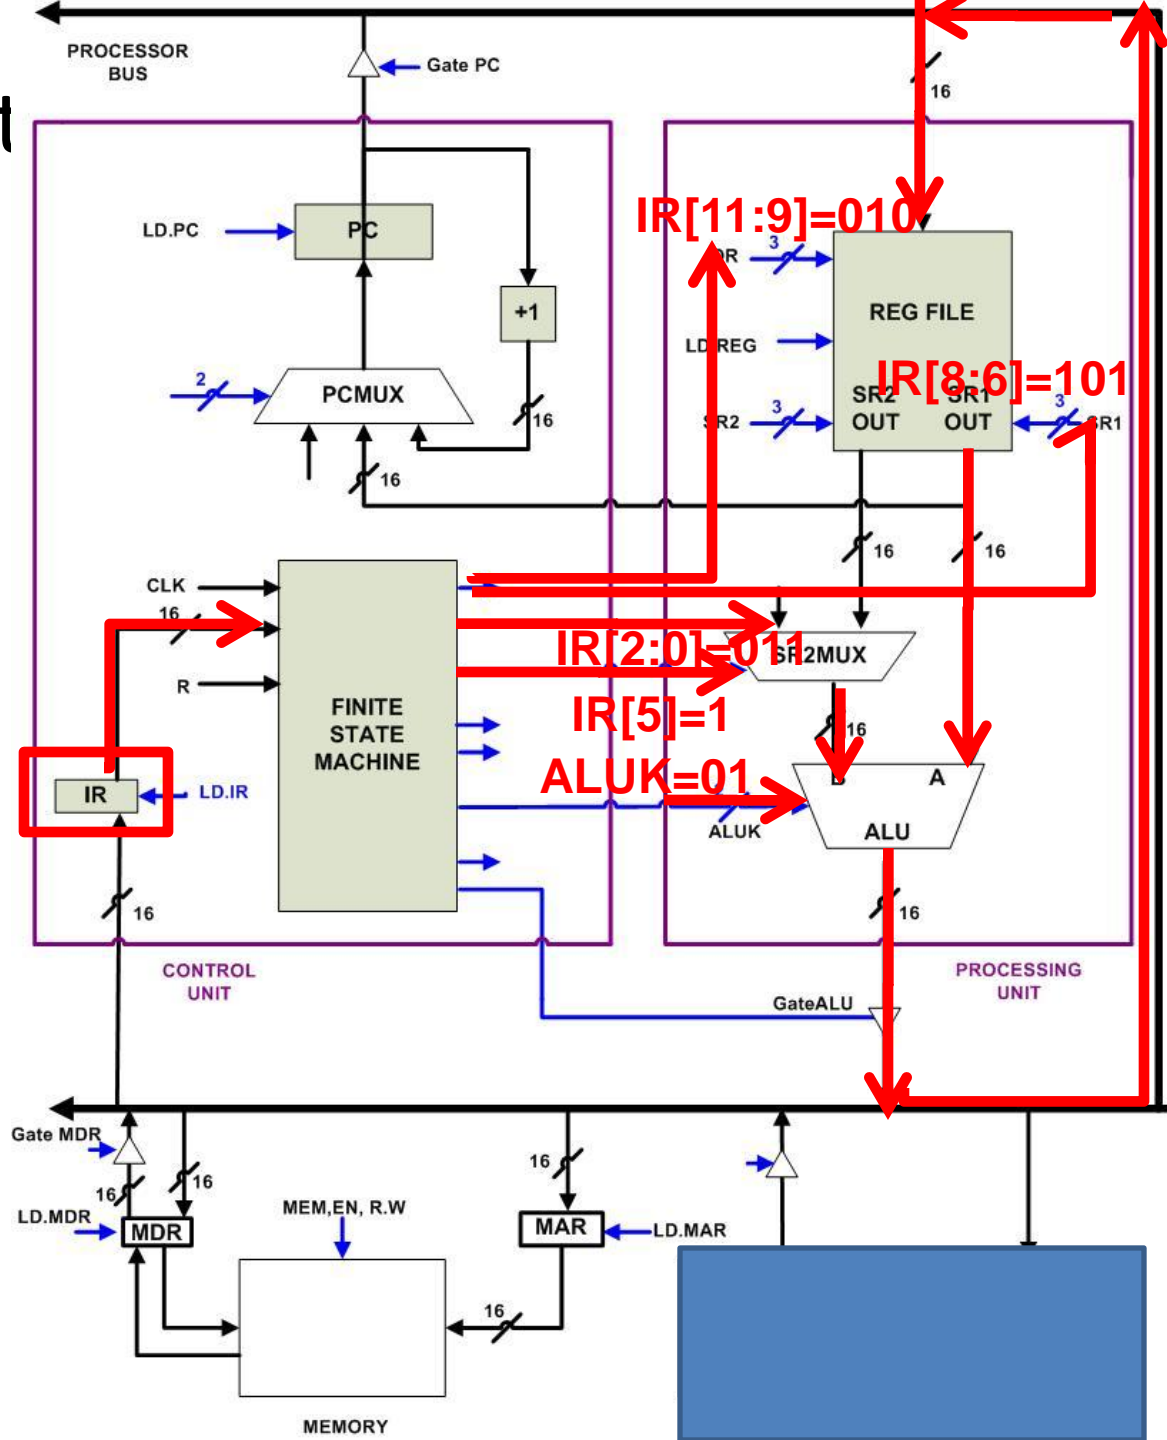 PROCESSOR
BUS
Gate PC
16
t
LD.PC
PC
IR[11:9]=010
DR
3
+1
REG FILE
LD.REG
2
PCMUX
16
IR[8:6]=101
SR2
OUT
SR1
OUT
SR2
3
3
SR1
16
16
16
CLK
16
R
FINITE
STATE
MACHINE
IR[2:0]=011
SR2MUX
IR[5]=1
16
ALUK=01
B
A
IR
LD.IR
ALUK
ALU
16
16
CONTROL
UNIT
PROCESSING
UNIT
GateALU
Gate MDR
16
16
16
LD.MDR
MDR
MEM,EN, R.W
MAR
LD.MAR
16
MEMORY